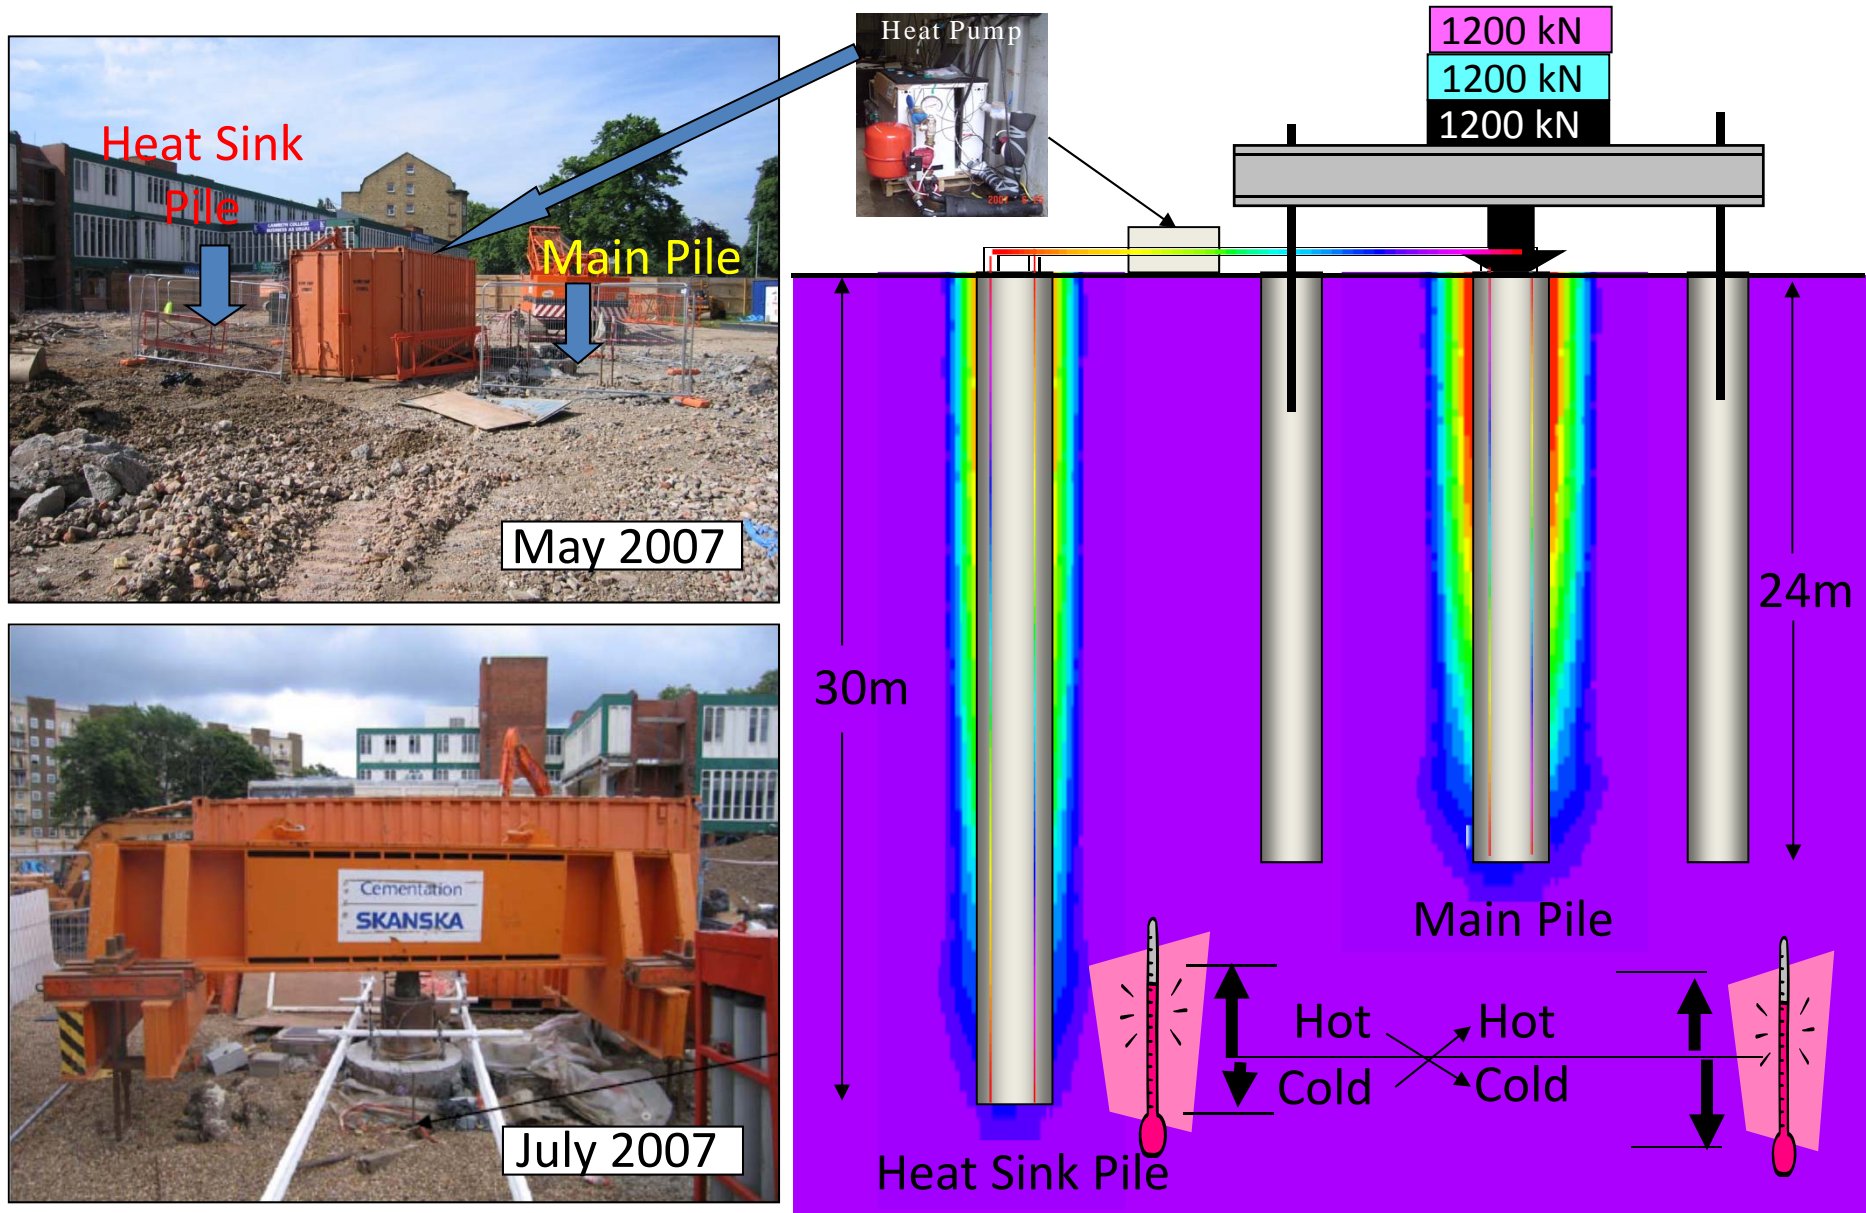 Heat Sink
Pile
Main Pile
May 2007
Heat Pump
1200 kN
1200 kN
1200 kN
30m
24m
Main Pile
Hot
Hot
Cold
Cold
Heat Sink Pile
Cementation
SKANSKA
July 2007